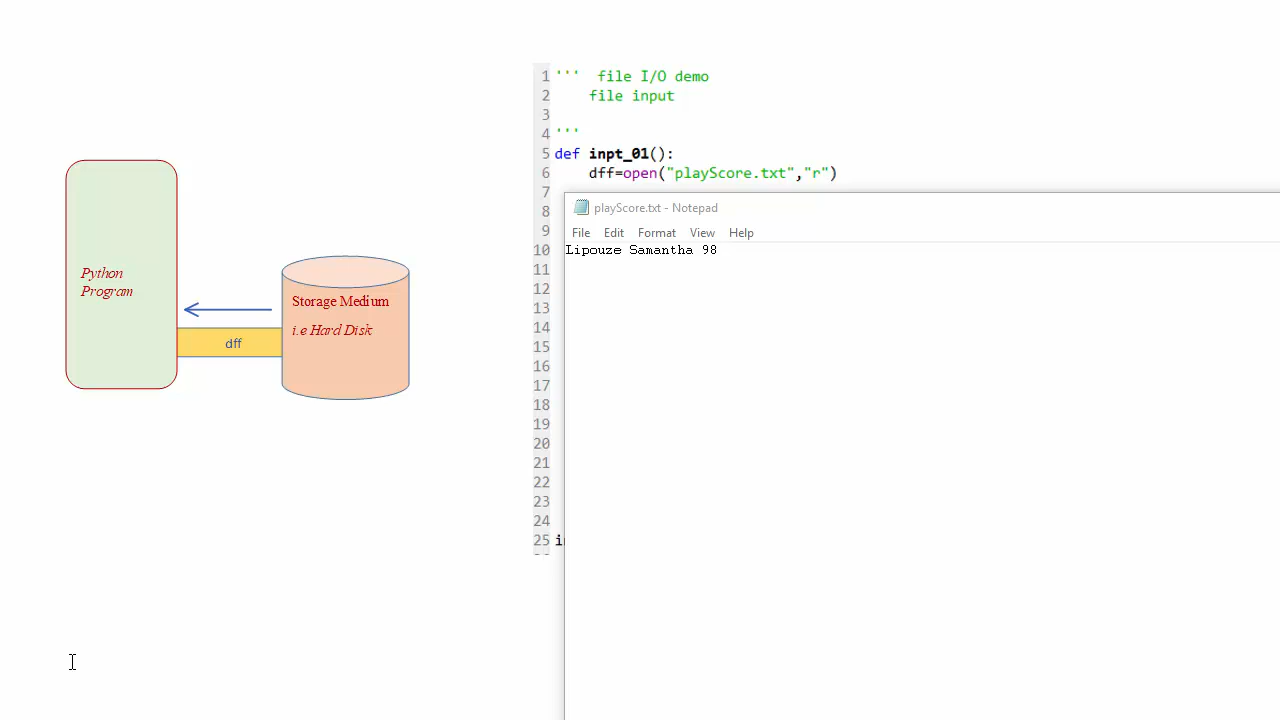 Python
Program
dff
Storage Medium
i.e Hard Disk
1 ''' file I/O demo
2 file input
3
4 '''
5 def inpt_01():
6 dff=open("playScore.txt","r")
7
8
9
10
11
12
13
14
15
16
17
18
19
20
21
22
23
24
25 i
playScore.txt - Notepad
File Edit Format View Help
Lipouze Samantha 98